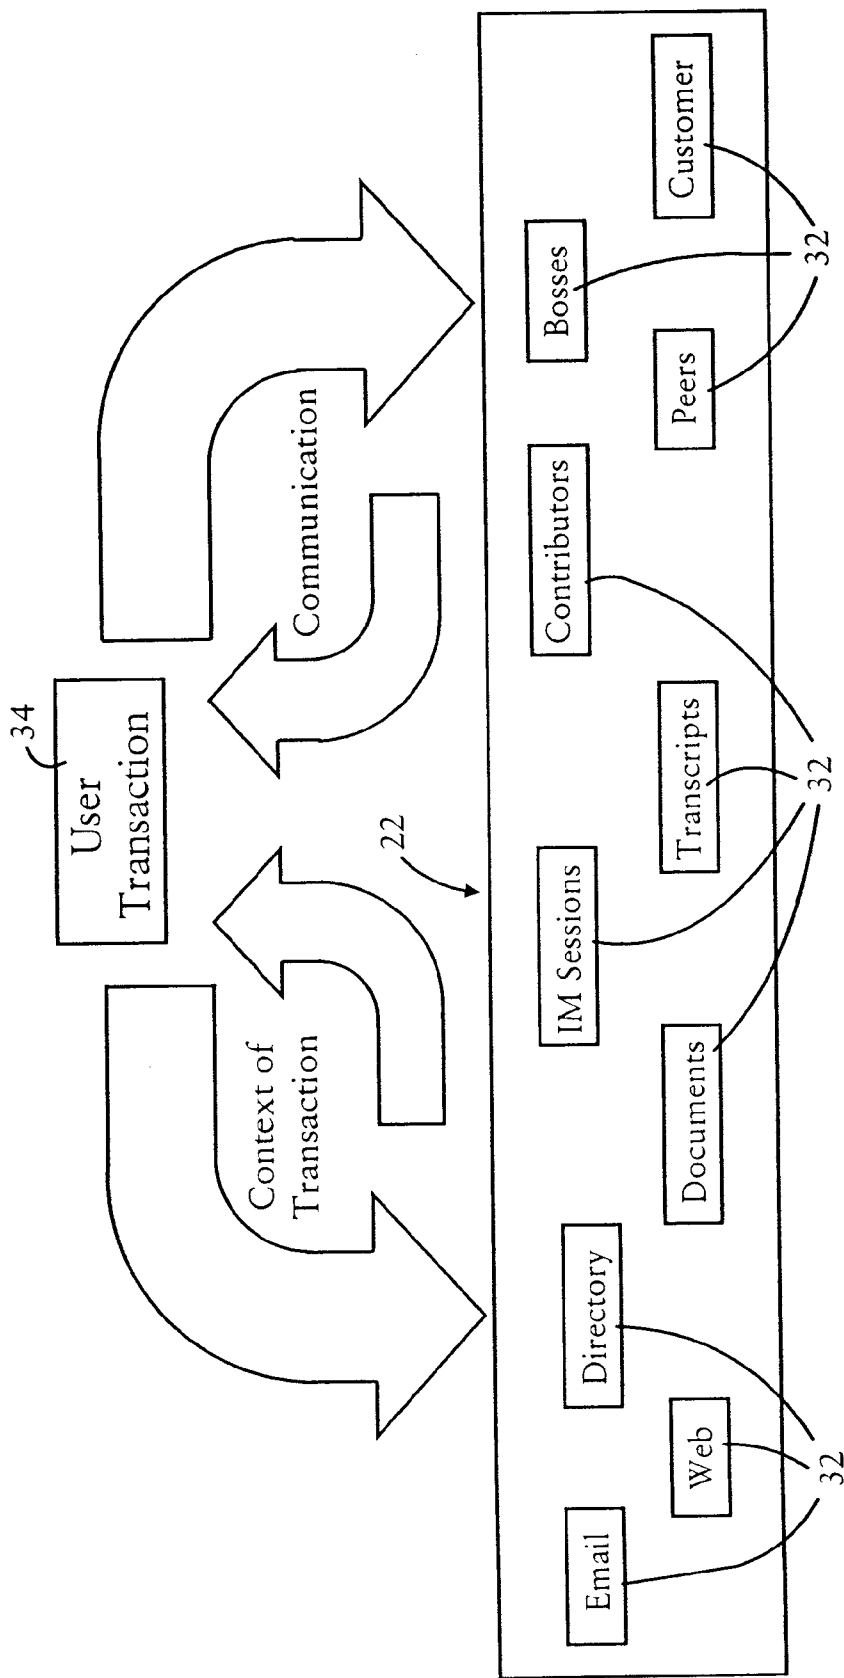 34
User
Transaction
Context of
Transaction
Communication
22
Email
Directory
IM Sessions
Contributors
Bosses
Web
Documents
Transcripts
Peers
Customer
32
32
32